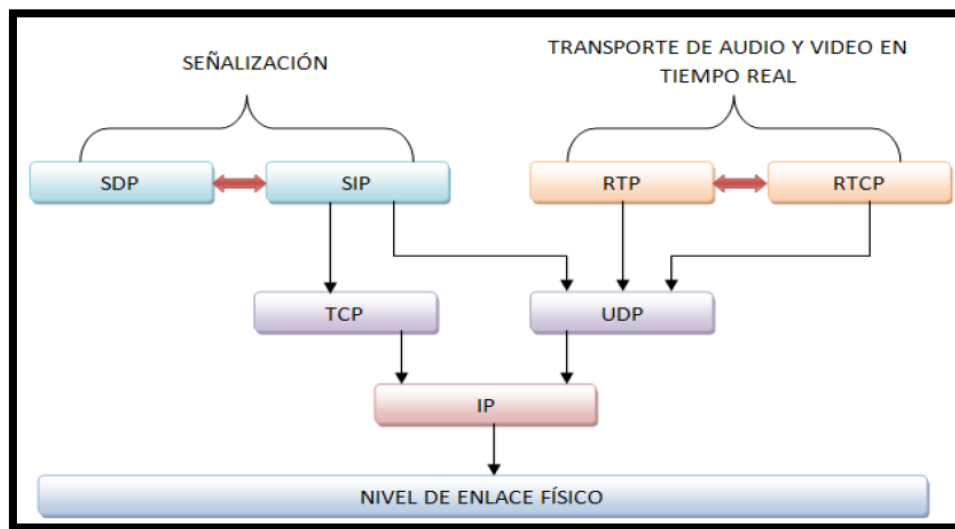 SEÑALIZACIÓN
TRANSPORTE DE AUDIO Y VIDEO EN
TIEMPO REAL
SDP
SIP
RTP
RTCP
TCP
UDP
IP
NIVEL DE ENLACE FÍSICO